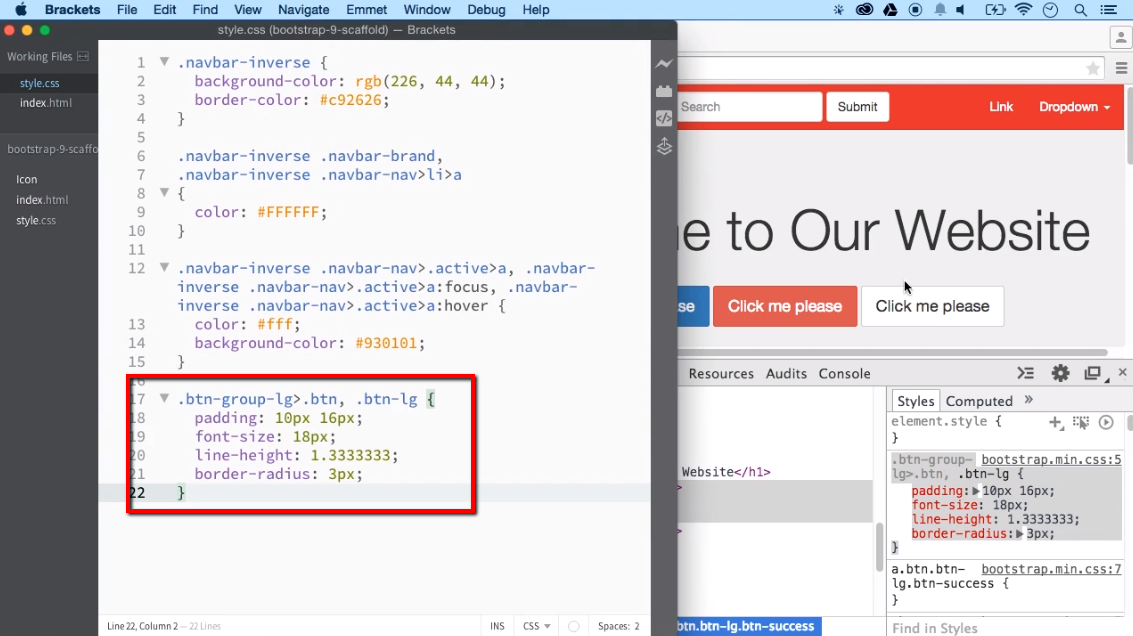 Brackets File Edit Find View Navigate Emmet Window Debug Help
style.css (bootstrap-9-scaffold) — Brackets
Working Files
style.css
index.html
bootstrap-9-scaffo
Icon
index.html
style.css
1 .navbar-inverse {
2 background-color: rgb(226, 44, 44);
3 border-color: #c92626;
4 }
5
6 .navbar-inverse .navbar-brand,
7 .navbar-inverse .navbar-nav>li>a
8 {
9 color: #FFFFFF;
10 }
11
12 .navbar-inverse .navbar-nav>.active>a, .navbar-
inverse .navbar-nav>.active>a:focus, .navbar-
inverse .navbar-nav>.active>a:hover {
13 color: #fff;
14 background-color: #930101;
15 }
16
17 .btn-group-lg>.btn, .btn-lg {
18 padding: 10px 16px;
19 font-size: 18px;
20 line-height: 1.3333333;
21 border-radius: 3px;
22 }
Line 22, Column 2 — 22 Lines
INS CSS Spaces: 2
Search Submit Link Dropdown
ne to Our Website
se Click me please Click me please
Resources Audits Console
Website</h1>
btn.btn-lg.btn-success
Styles Computed »
element.style {
}
.btn-group- bootstrap.min.css:5
lg>.btn, .btn-lg {
padding: 10px 16px;
font-size: 18px;
line-height: 1.3333333;
border-radius: 3px;
}
a.btn.btn- bootstrap.min.css:7
lg.btn-success {
}
Find in Styles